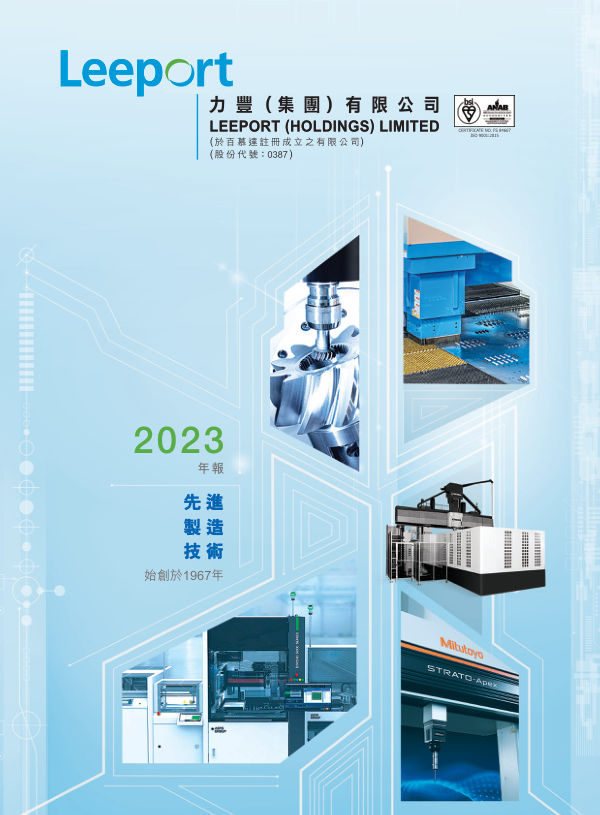 Leeport
力豐(集團)有限公司
LEEPORT (HOLDINGS) LIMITED
(於百慕達註冊成立之有限公司)
(股份代號：0387)
bsi
ANAB
CERTIFICATE NO. FS 84667
ISO 9001:2015
2023
年報
先進
製造
技術
始創於1967年
Mitutoyo
STRATO-Apex